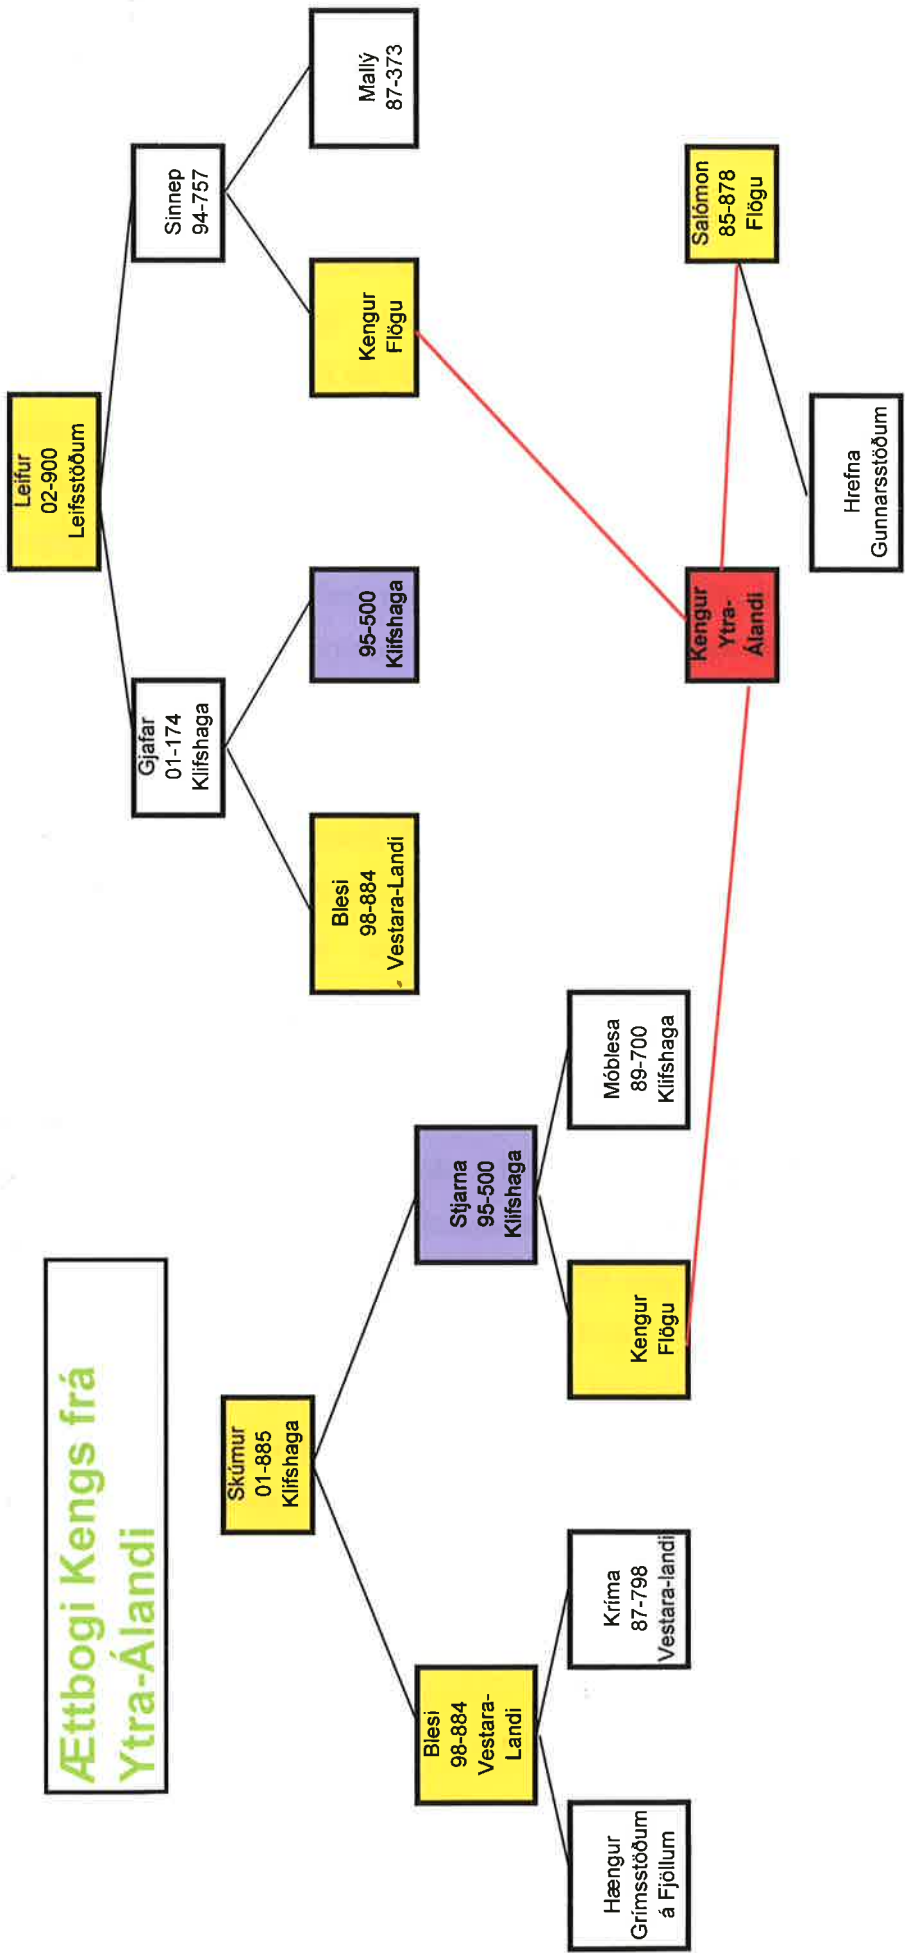 Ættbogi Kengs frá
Ytra-Álandi
Leifur
02-900
Leifsstöðum
Gjafar
01-174
Klifshaga
Sinnep
94-757
Skúmur
01-885
Klifshaga
Blesi
98-884
Vestara-Landi
95-500
Klifshaga
Kengur
Flögu
Mallý
87-373
Blesi
98-884
Vestara-
Landi
Stjarna
95-500
Klifshaga
Hængur
Grímsstöðum
á Fjöllum
Kríma
87-798
Vestara-landi
Kengur
Flögu
Móblesa
89-700
Klifshaga
Kengur
Ytra-
Álandi
Salómon
85-878
Flögu
Hrefna
Gunnarsstöðum